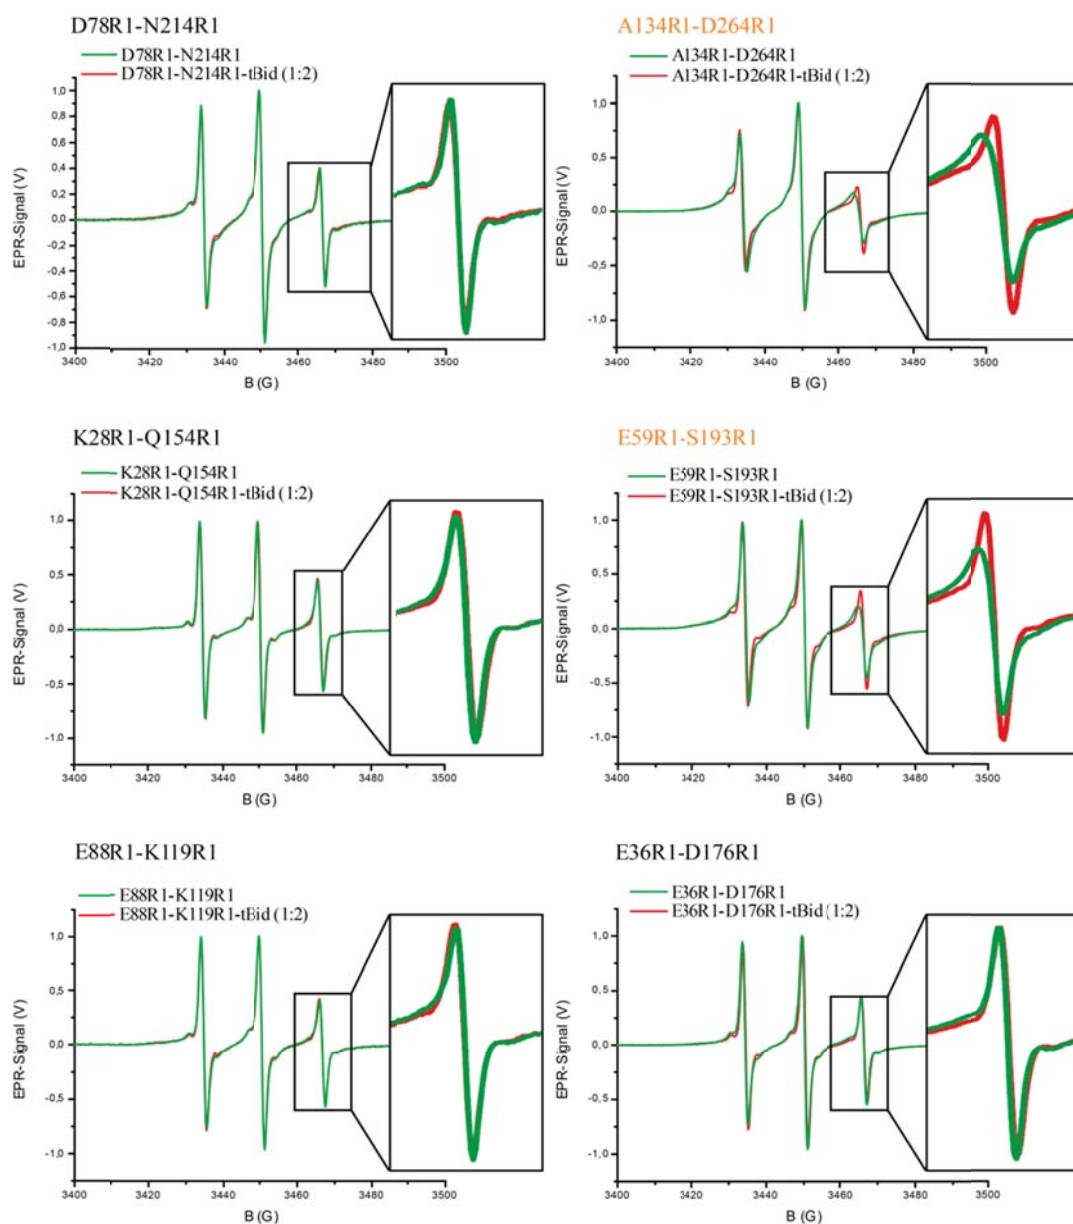 D78R1-N214R1
D78R1-N214R1
D78R1-N214R1-tBid (1:2)
1,0
0,8
0,6
0,4
0,2
0,0
-0,2
-0,4
-0,6
-0,8
-1,0
EPR-Signal (V)
3400 3420 3440 3460 3480 3500
B (G)
A134R1-D264R1
A134R1-D264R1
A134R1-D264R1-tBid (1:2)
1,0
0,5
0,0
-0,5
-1,0
EPR-Signal (V)
3400 3420 3440 3460 3480 3500
B (G)
K28R1-Q154R1
K28R1-Q154R1
K28R1-Q154R1-tBid (1:2)
1,0
0,5
0,0
-0,5
-1,0
EPR-Signal (V)
3400 3420 3440 3460 3480 3500
B (G)
E59R1-S193R1
E59R1-S193R1
E59R1-S193R1-tBid (1:2)
1,0
0,5
0,0
-0,5
-1,0
EPR-Signal (V)
3400 3420 3440 3460 3480 3500
B (G)
E88R1-K119R1
E88R1-K119R1
E88R1-K119R1-tBid (1:2)
1,0
0,5
0,0
-0,5
-1,0
EPR-Signal (V)
3400 3420 3440 3460 3480 3500
B (G)
E36R1-D176R1
E36R1-D176R1
E36R1-D176R1-tBid (1:2)
1,0
0,5
0,0
-0,5
-1,0
EPR-Signal (V)
3400 3420 3440 3460 3480 3500
B (G)